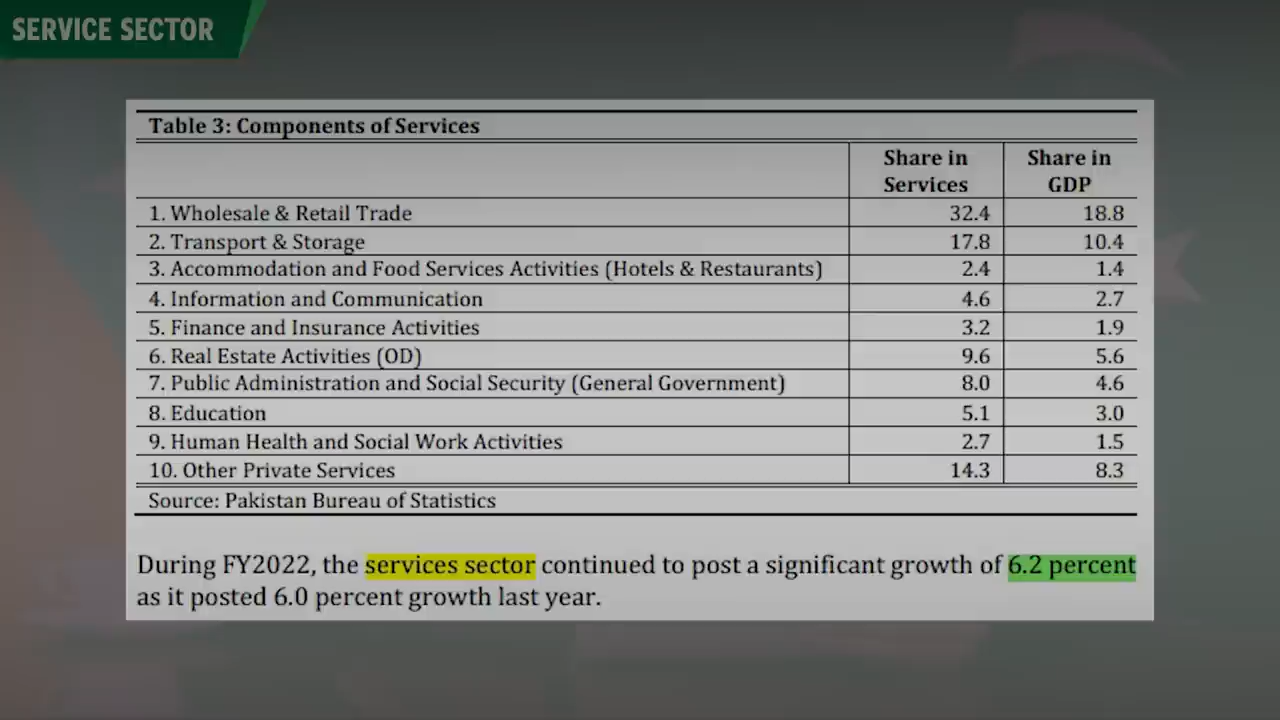 SERVICE SECTOR
Table 3: Components of Services
Share in Services Share in GDP
1. Wholesale & Retail Trade 32.4 18.8
2. Transport & Storage 17.8 10.4
3. Accommodation and Food Services Activities (Hotels & Restaurants) 2.4 1.4
4. Information and Communication 4.6 2.7
5. Finance and Insurance Activities 3.2 1.9
6. Real Estate Activities (OD) 9.6 5.6
7. Public Administration and Social Security (General Government) 8.0 4.6
8. Education 5.1 3.0
9. Human Health and Social Work Activities 2.7 1.5
10. Other Private Services 14.3 8.3
Source: Pakistan Bureau of Statistics
During FY2022, the services sector continued to post a significant growth of 6.2 percent
as it posted 6.0 percent growth last year.